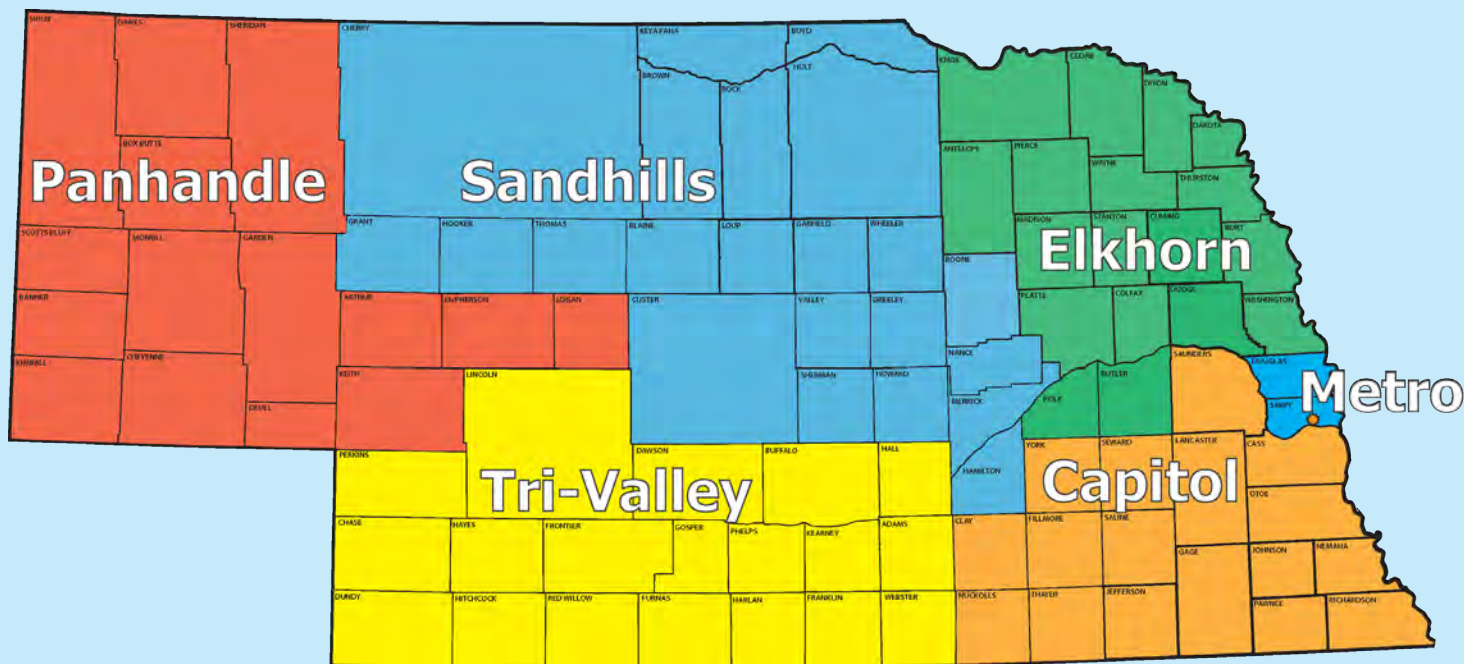 SIOUX
DAWES
SHERIDAN
CHERRY
KEYA PAHA
BOYD
KNOX
CEDAR
DIXON
DAKOTA
BROWN
ROCK
HOLT
BOX BUTTE
ANTELOPE
PIERCE
WAYNE
THURSTON
Panhandle
Sandhills
SCOTTS BLUFF
MORRILL
GARDEN
GRANT
HOOKER
THOMAS
BLAINE
LOUP
GARFIELD
WHEELER
MADISON
STANTON
CUMING
BURT
Elkhorn
BOONE
BANNER
ARTHUR
McPHERSON
LOGAN
CUSTER
VALLEY
GREELEY
PLATTE
COLFAX
DODGE
WASHINGTON
KIMBALL
CHEYENNE
NANCE
SAUNDERS
DOUGLAS
KEITH
LINCOLN
SHERMAN
HOWARD
BUTLER
Metro
DEUEL
MERRICK
POLK
SARPY
PERKINS
DAWSON
BUFFALO
HALL
YORK
SEWARD
LANCASTER
CASS
Tri-Valley
HAMILTON
Capitol
OTOE
CHASE
HAYES
FRONTIER
GOSPER
PHELPS
KEARNEY
ADAMS
CLAY
FILLMORE
SALINE
GAGE
JOHNSON
NEMAHA
DUNDY
HITCHCOCK
RED WILLOW
FURNAS
HARLAN
FRANKLIN
WEBSTER
NUCKOLLS
THAYER
JEFFERSON
PAWNEE
RICHARDSON